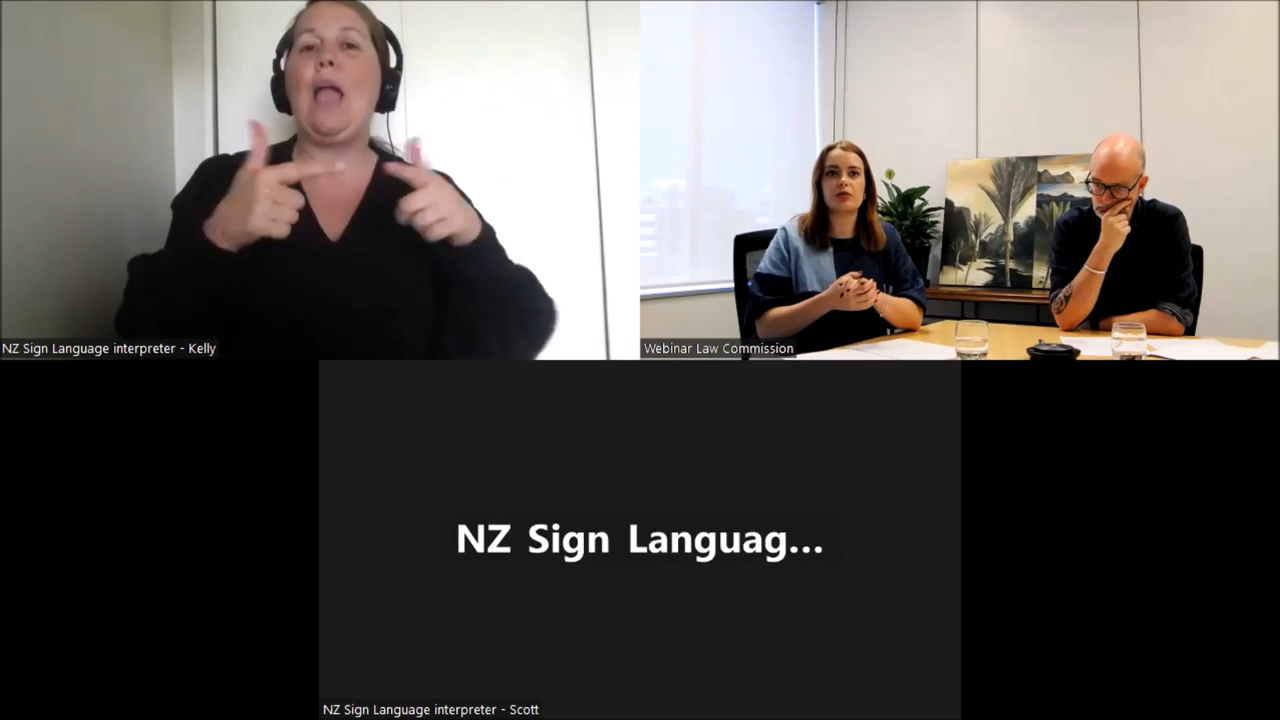 NZ Sign Language interpreter - Kelly
Webinar Law Commission
NZ Sign Languag...
NZ Sign Language interpreter - Scott